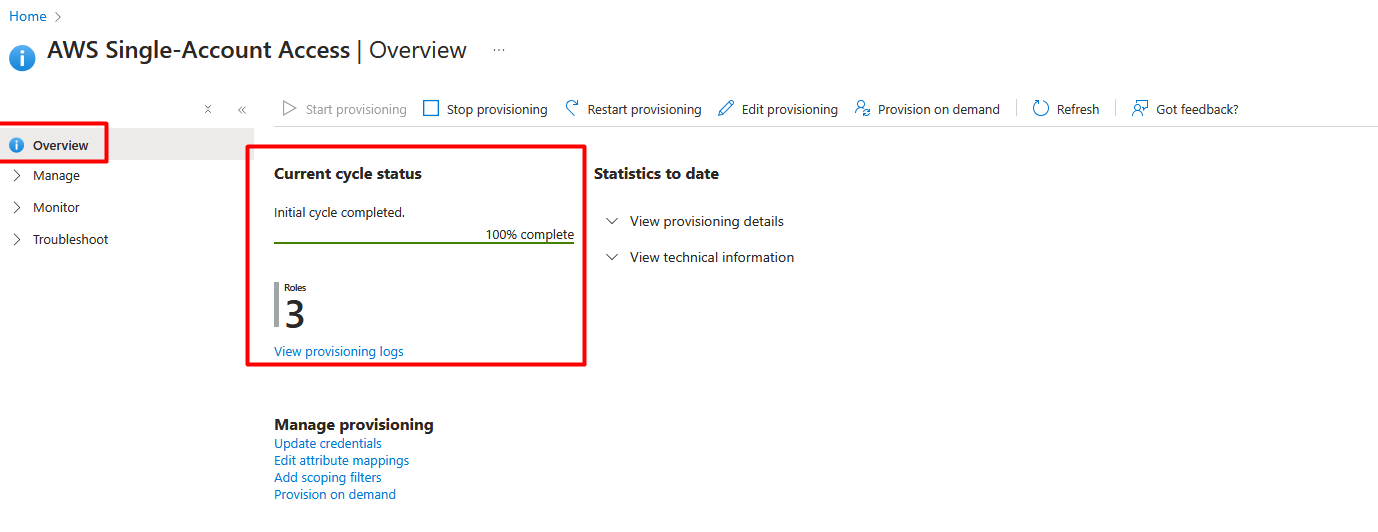 Home >
AWS Single-Account Access | Overview ...
Start provisioning Stop provisioning Restart provisioning Edit provisioning Provision on demand Refresh Got feedback?
Overview
Manage
Monitor
Troubleshoot
Current cycle status
Initial cycle completed.
100% complete
Roles
3
View provisioning logs
Statistics to date
View provisioning details
View technical information
Manage provisioning
Update credentials
Edit attribute mappings
Add scoping filters
Provision on demand